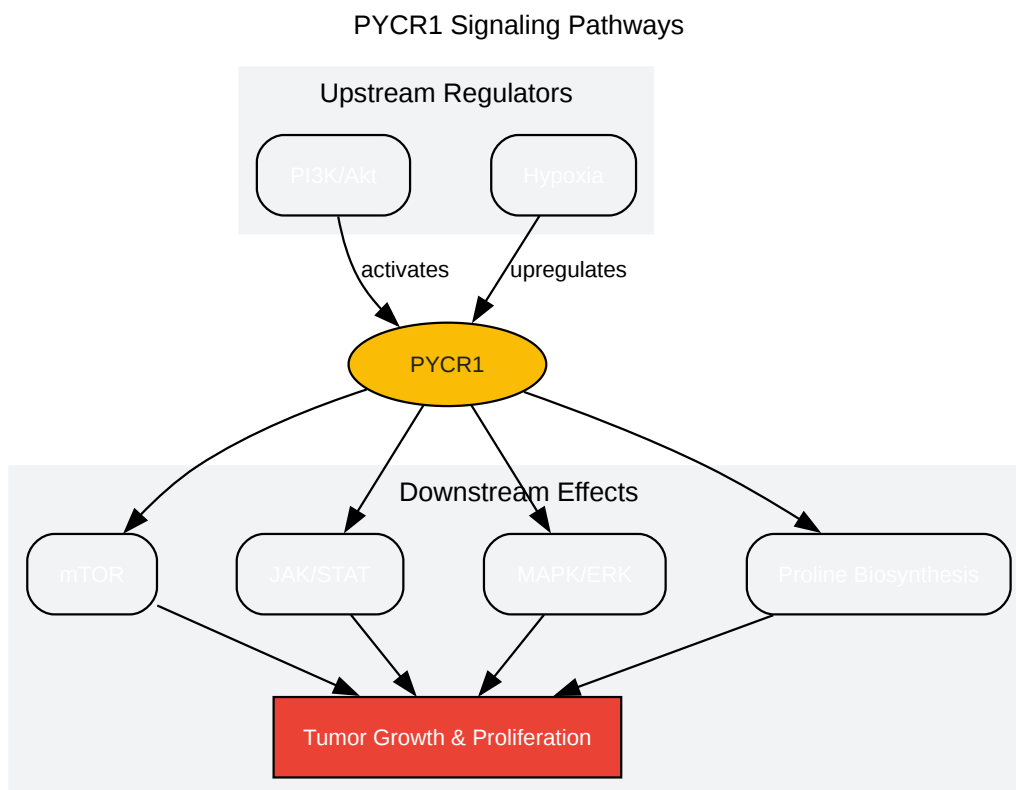 PYCR1 Signaling Pathways
Upstream Regulators
PI3K/Akt
Hypoxia
activates
upregulates
PYCR1
Downstream Effects
mTOR
JAK/STAT
MAPK/ERK
Proline Biosynthesis
Tumor Growth & Proliferation